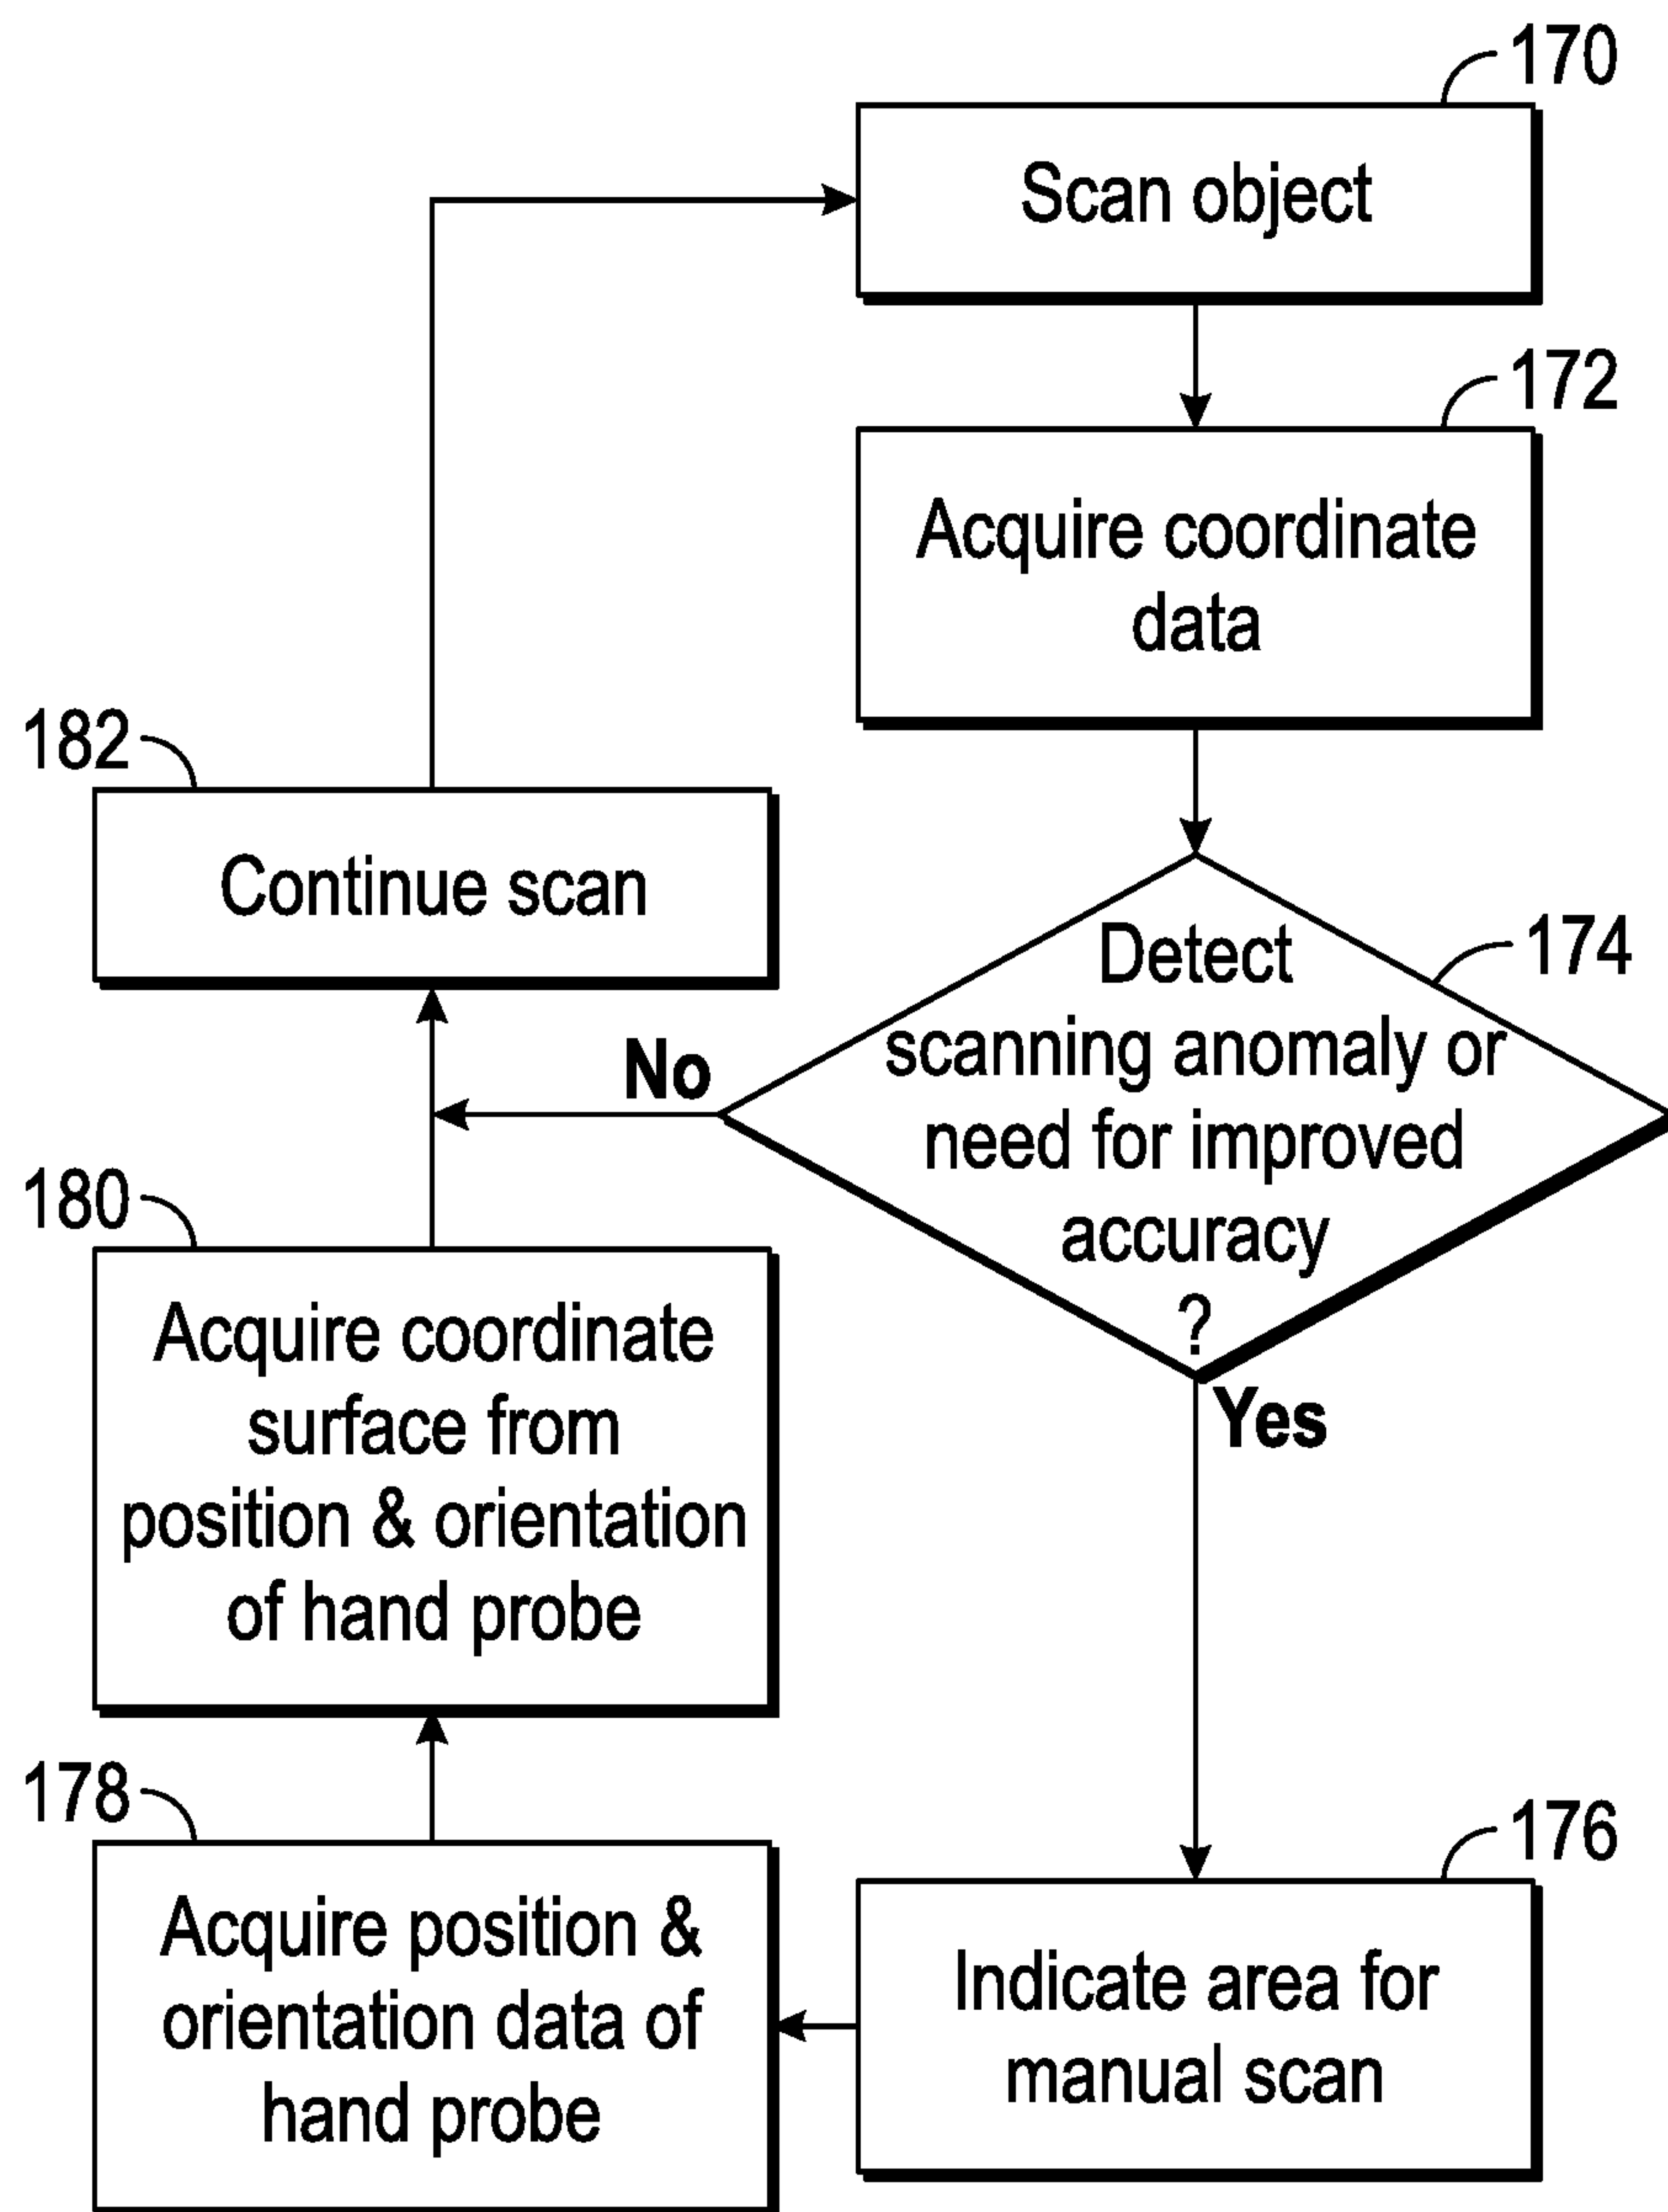 170
Scan object
172
Acquire coordinate
data
182
Continue scan
174
Detect
scanning anomaly or
need for improved
accuracy
?
No
Yes
180
Acquire coordinate
surface from
position & orientation
of hand probe
178
Acquire position &
orientation data of
hand probe
176
Indicate area for
manual scan